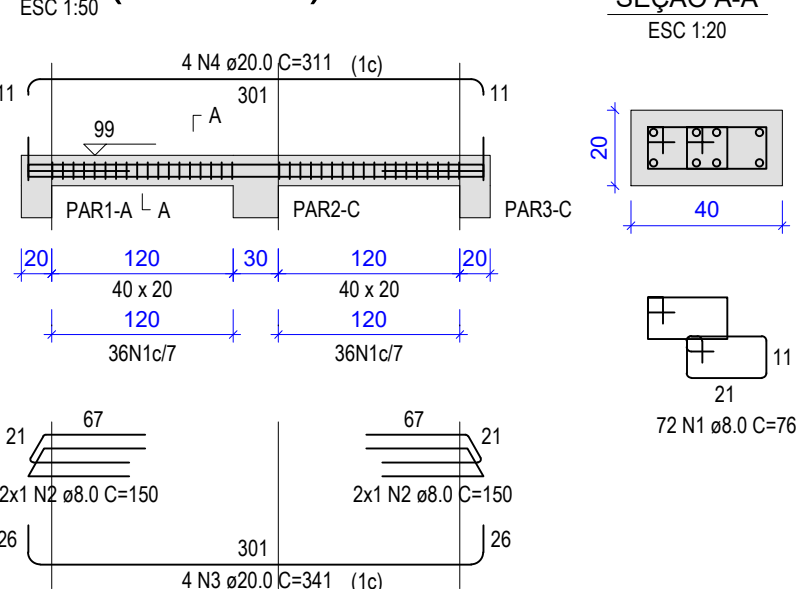 ESC 1:50
SEÇÃO A-A
ESC 1:20
4 N4 ø20.0 C=311 (1c)
11 301 11
99 A
PAR1-A A PAR2-C PAR3-C
20 120 30 120 20
40 x 20 40 x 20
120 120
36N1c/7 36N1c/7
20
40
11
21
72 N1 ø8.0 C=76
67 67
21 21
2x1 N2 ø8.0 C=150 2x1 N2 ø8.0 C=150
26 301 26
4 N3 ø20.0 C=341 (1c)